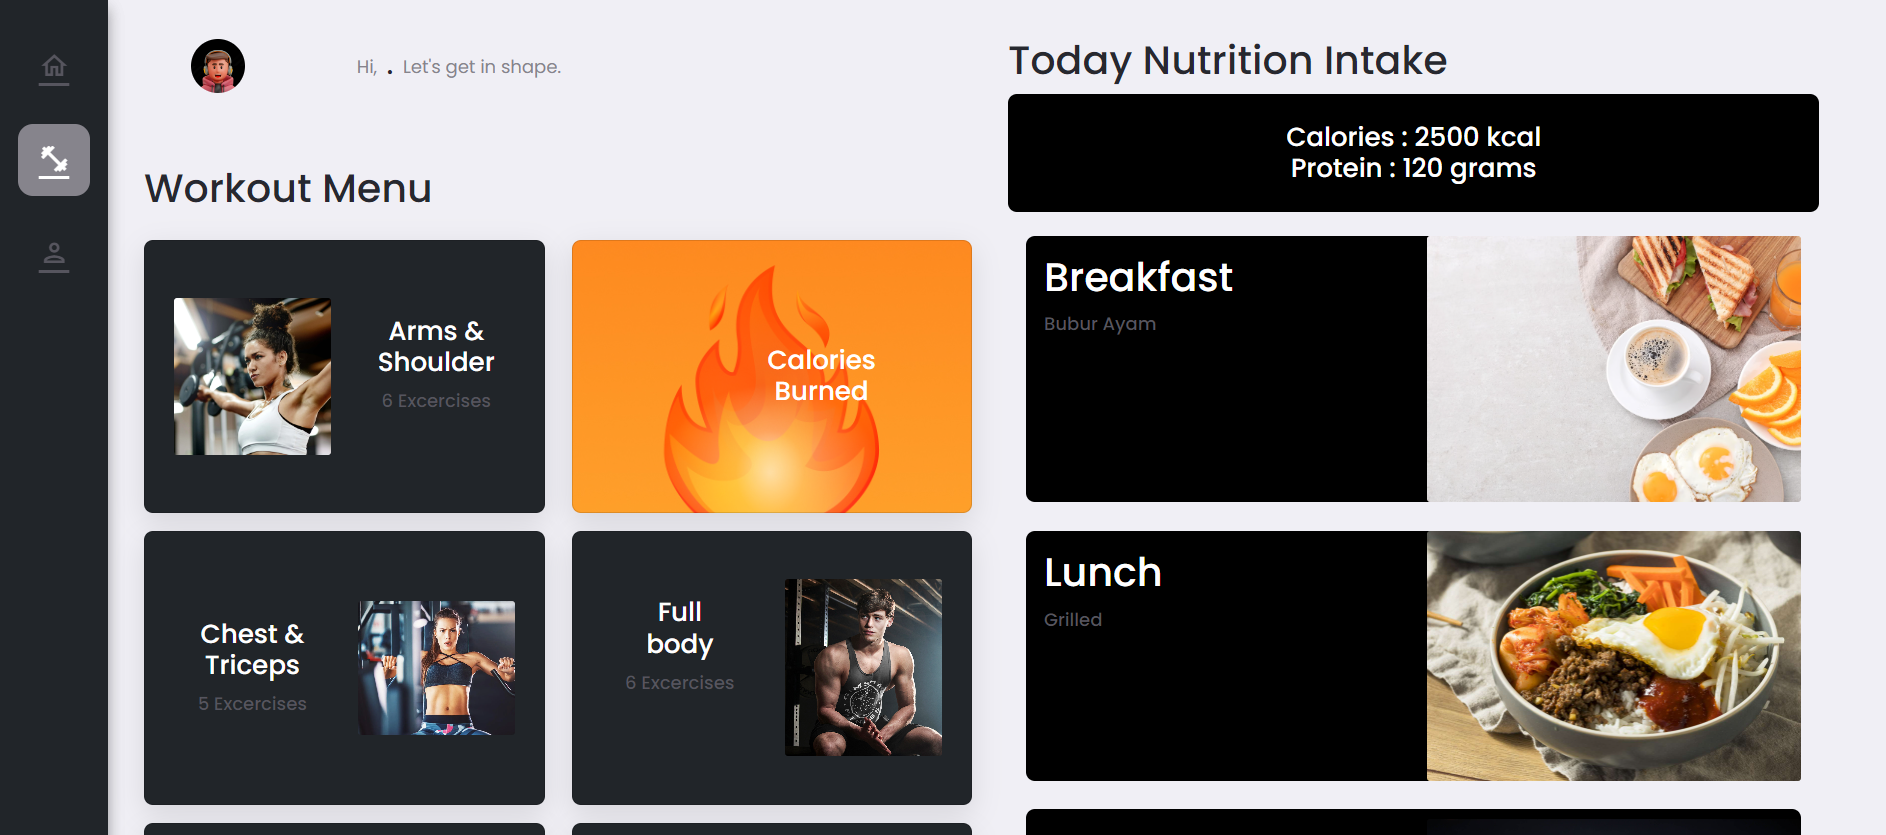 Hi, . Let's get in shape.
Workout Menu
Arms &
Shoulder
6 Excercises
Calories
Burned
Chest &
Triceps
5 Excercises
Full
body
6 Excercises
Today Nutrition Intake
Calories : 2500 kcal
Protein : 120 grams
Breakfast
Bubur Ayam
Lunch
Grilled